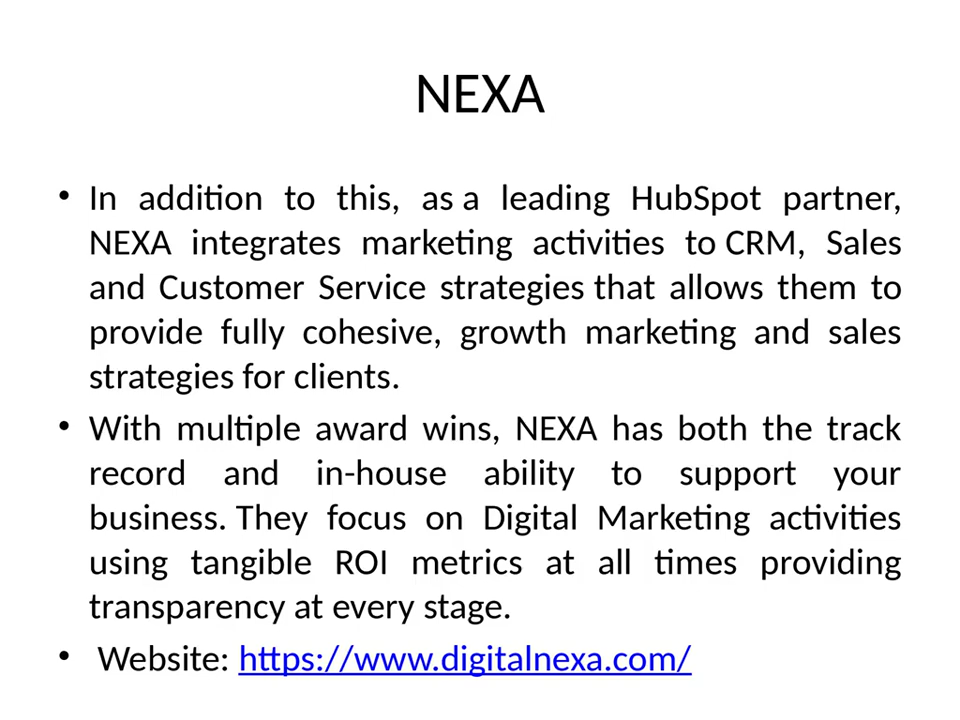 NEXA
• In addition to this, as a leading HubSpot partner,
NEXA integrates marketing activities to CRM, Sales
and Customer Service strategies that allows them to
provide fully cohesive, growth marketing and sales
strategies for clients.
• With multiple award wins, NEXA has both the track
record and in-house ability to support your
business. They focus on Digital Marketing activities
using tangible ROI metrics at all times providing
transparency at every stage.
• Website: https://www.digitalnexa.com/